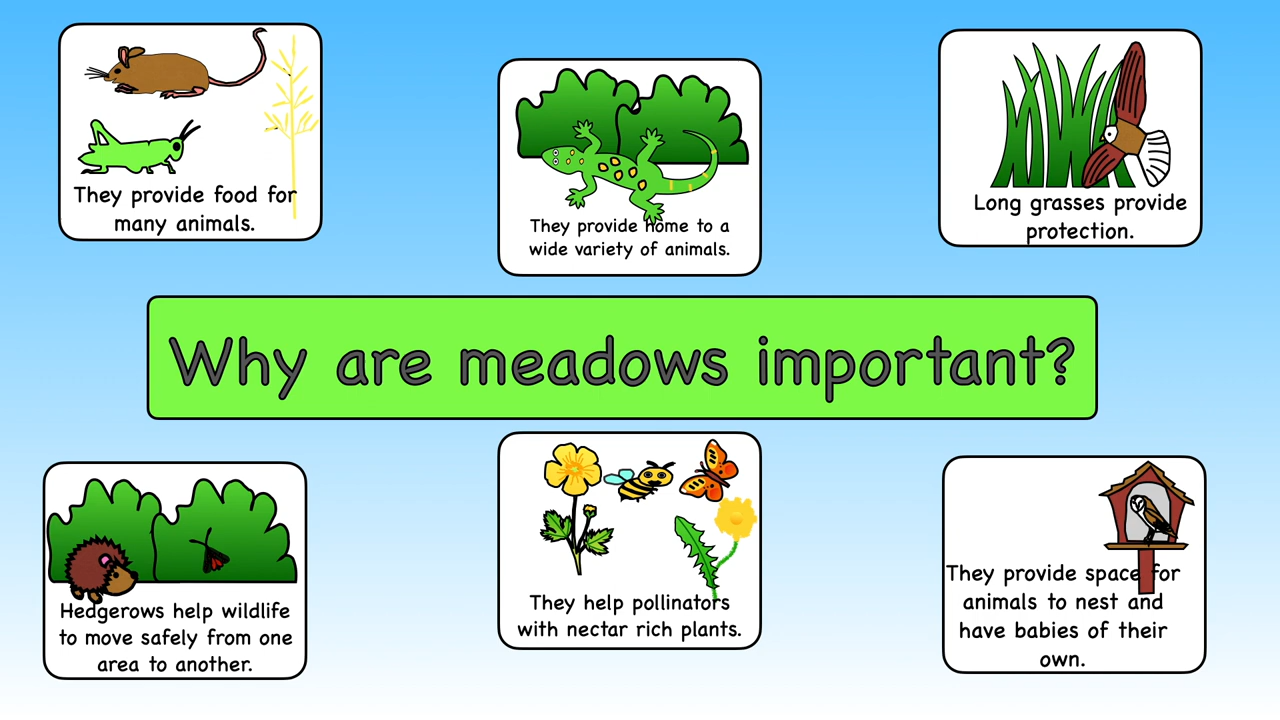 They provide food for
many animals.
They provide home to a
wide variety of animals.
Long grasses provide
protection.
Why are meadows important?
Hedgerows help wildlife
to move safely from one
area to another.
They help pollinators
with nectar rich plants.
They provide space for
animals to nest and
have babies of their
own.